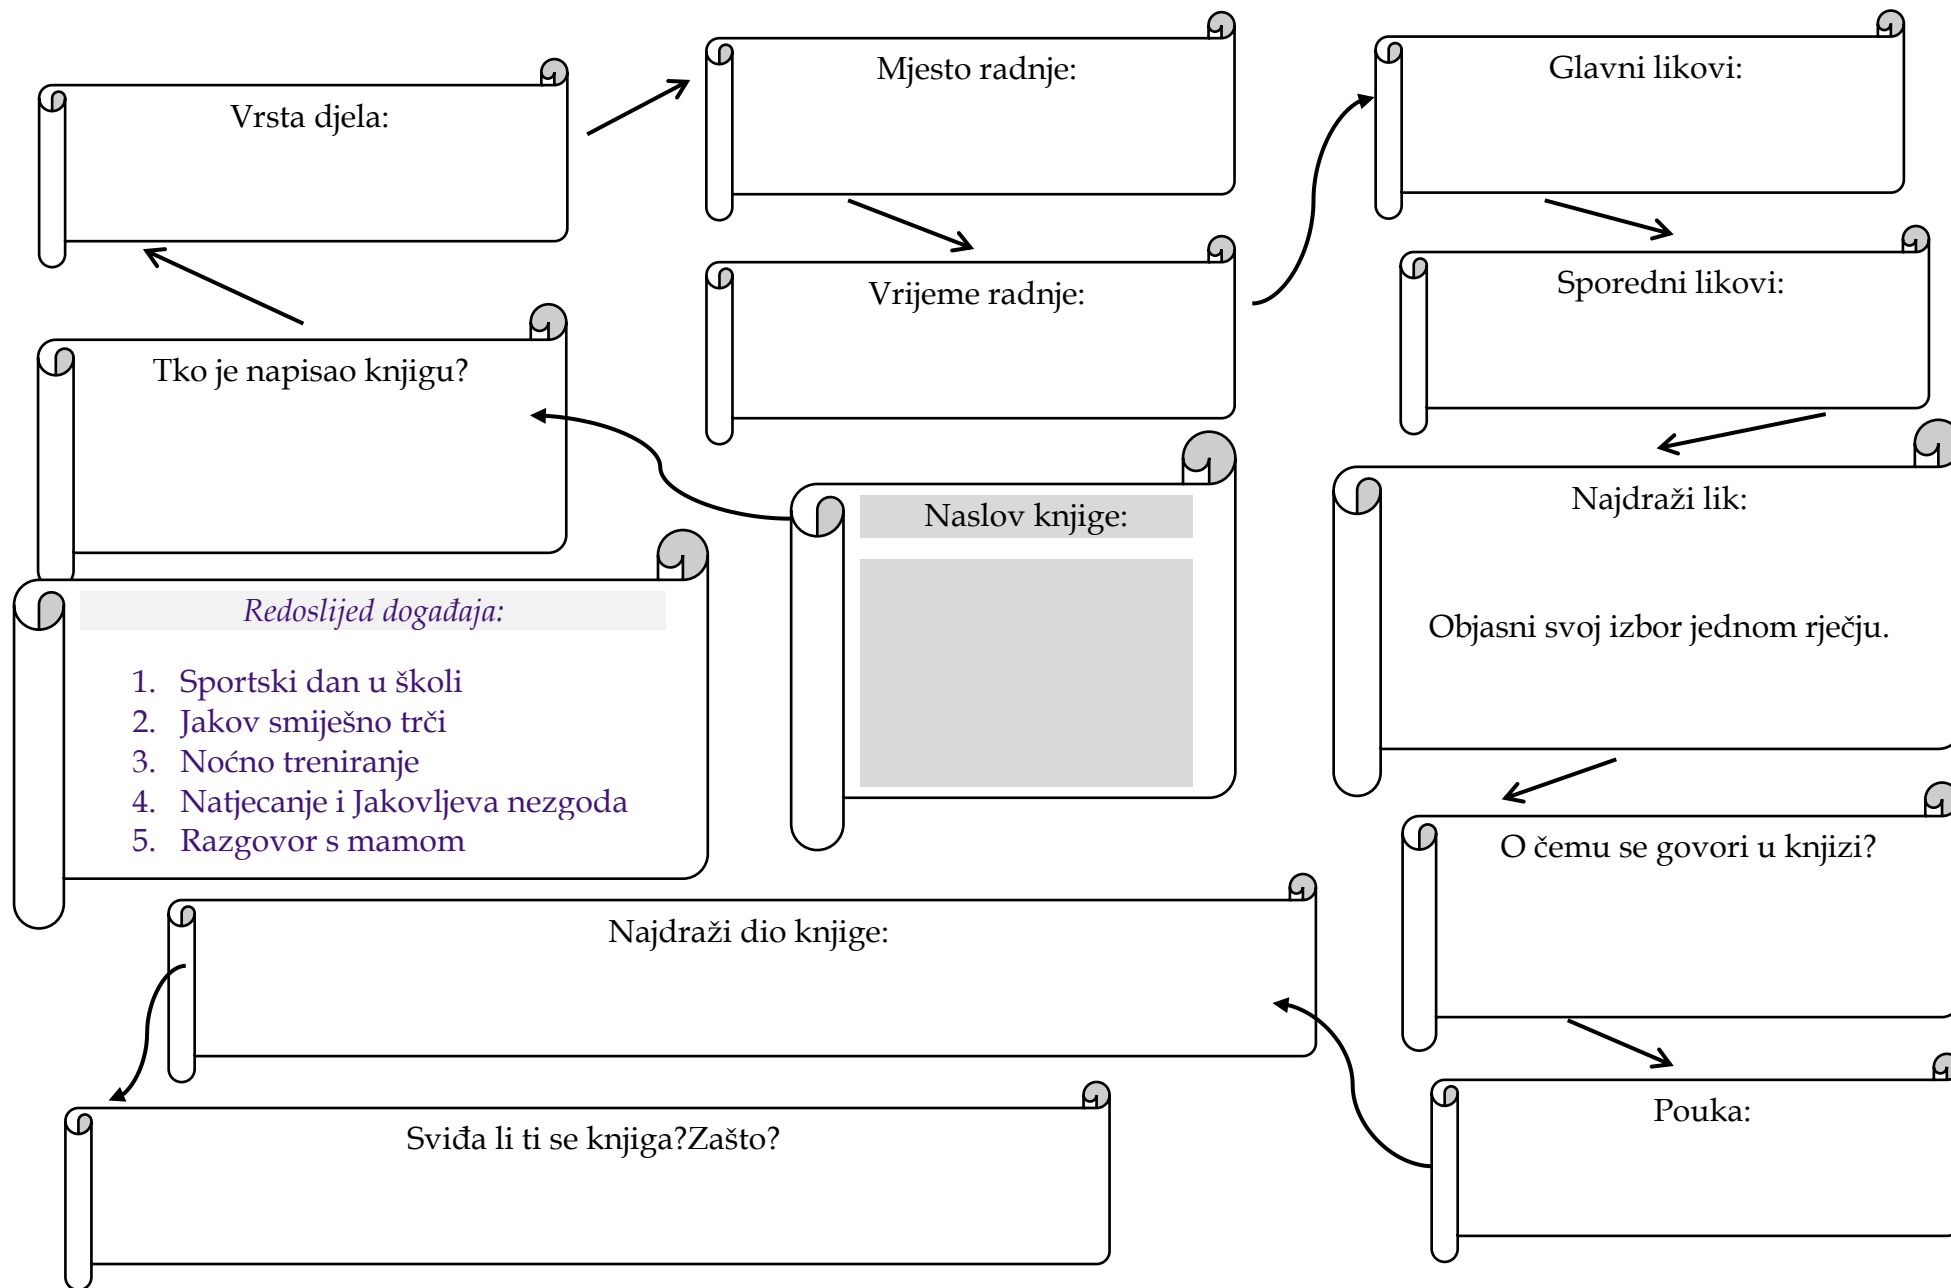 Vrsta djela:
Mjesto radnje:
Glavni likovi:
Vrijeme radnje:
Sporedni likovi:
Tko je napisao knjigu?
Naslov knjige:
Najdraži lik:
Objasni svoj izbor jednom rječju.
Redoslijed događaja:
1. Sportski dan u školi
2. Jakov smiješno trči
3. Noćno treniranje
4. Natjecanje i Jakovljeva nezgoda
5. Razgovor s mamom
O čemu se govori u knjizi?
Najdraži dio knjige:
Pouka:
Sviđa li ti se knjiga?Zašto?